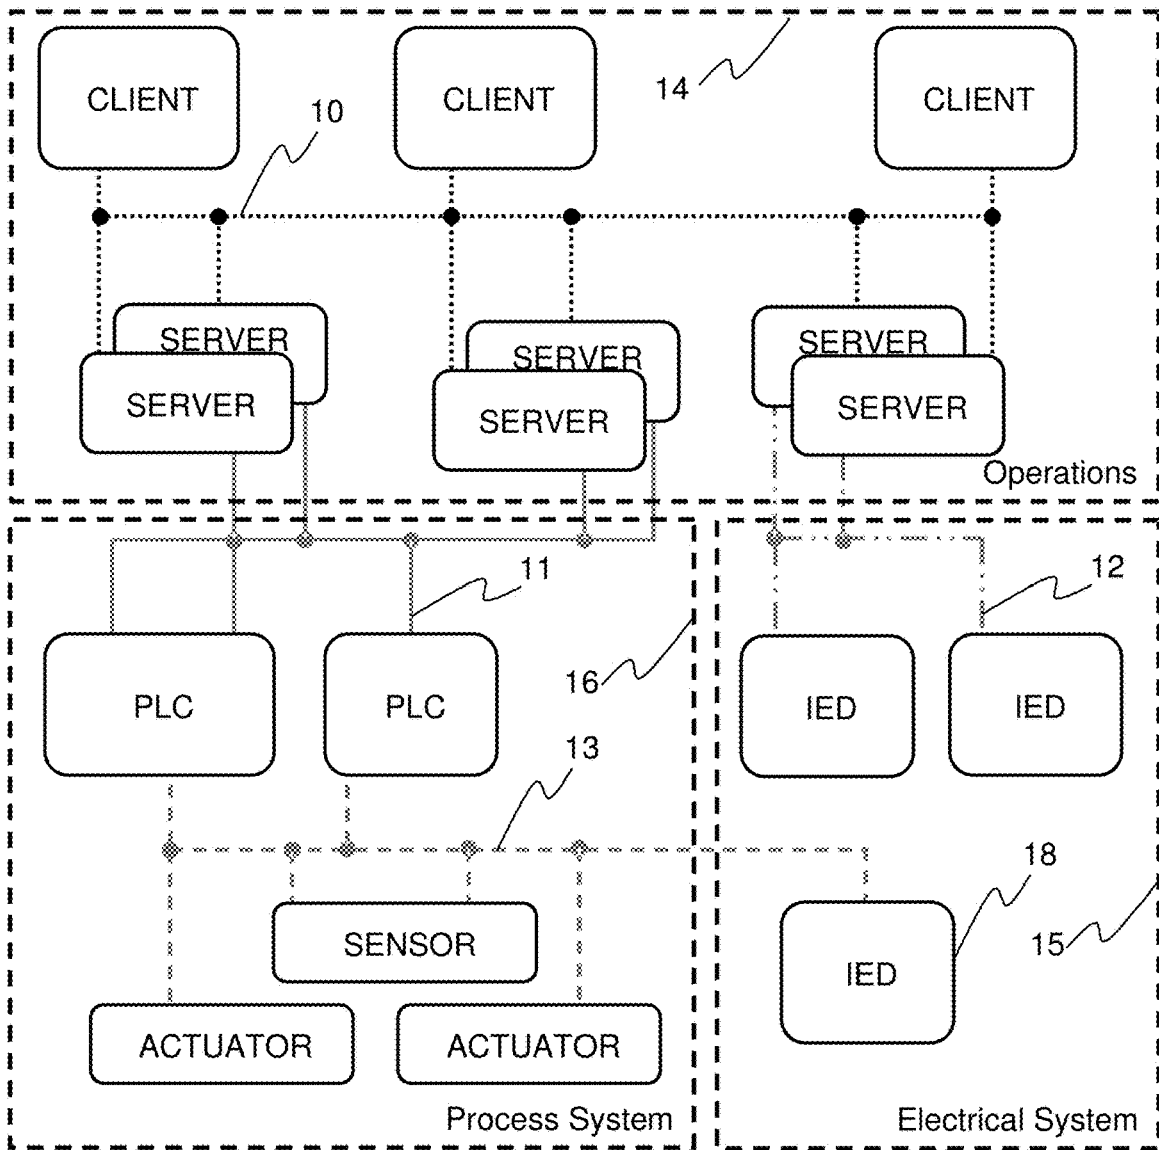 14
CLIENT
CLIENT
CLIENT
10
SERVER
SERVER
SERVER
SERVER
SERVER
SERVER
Operations
11
12
16
PLC
PLC
IED
IED
13
18
15
SENSOR
IED
ACTUATOR
ACTUATOR
Process System
Electrical System